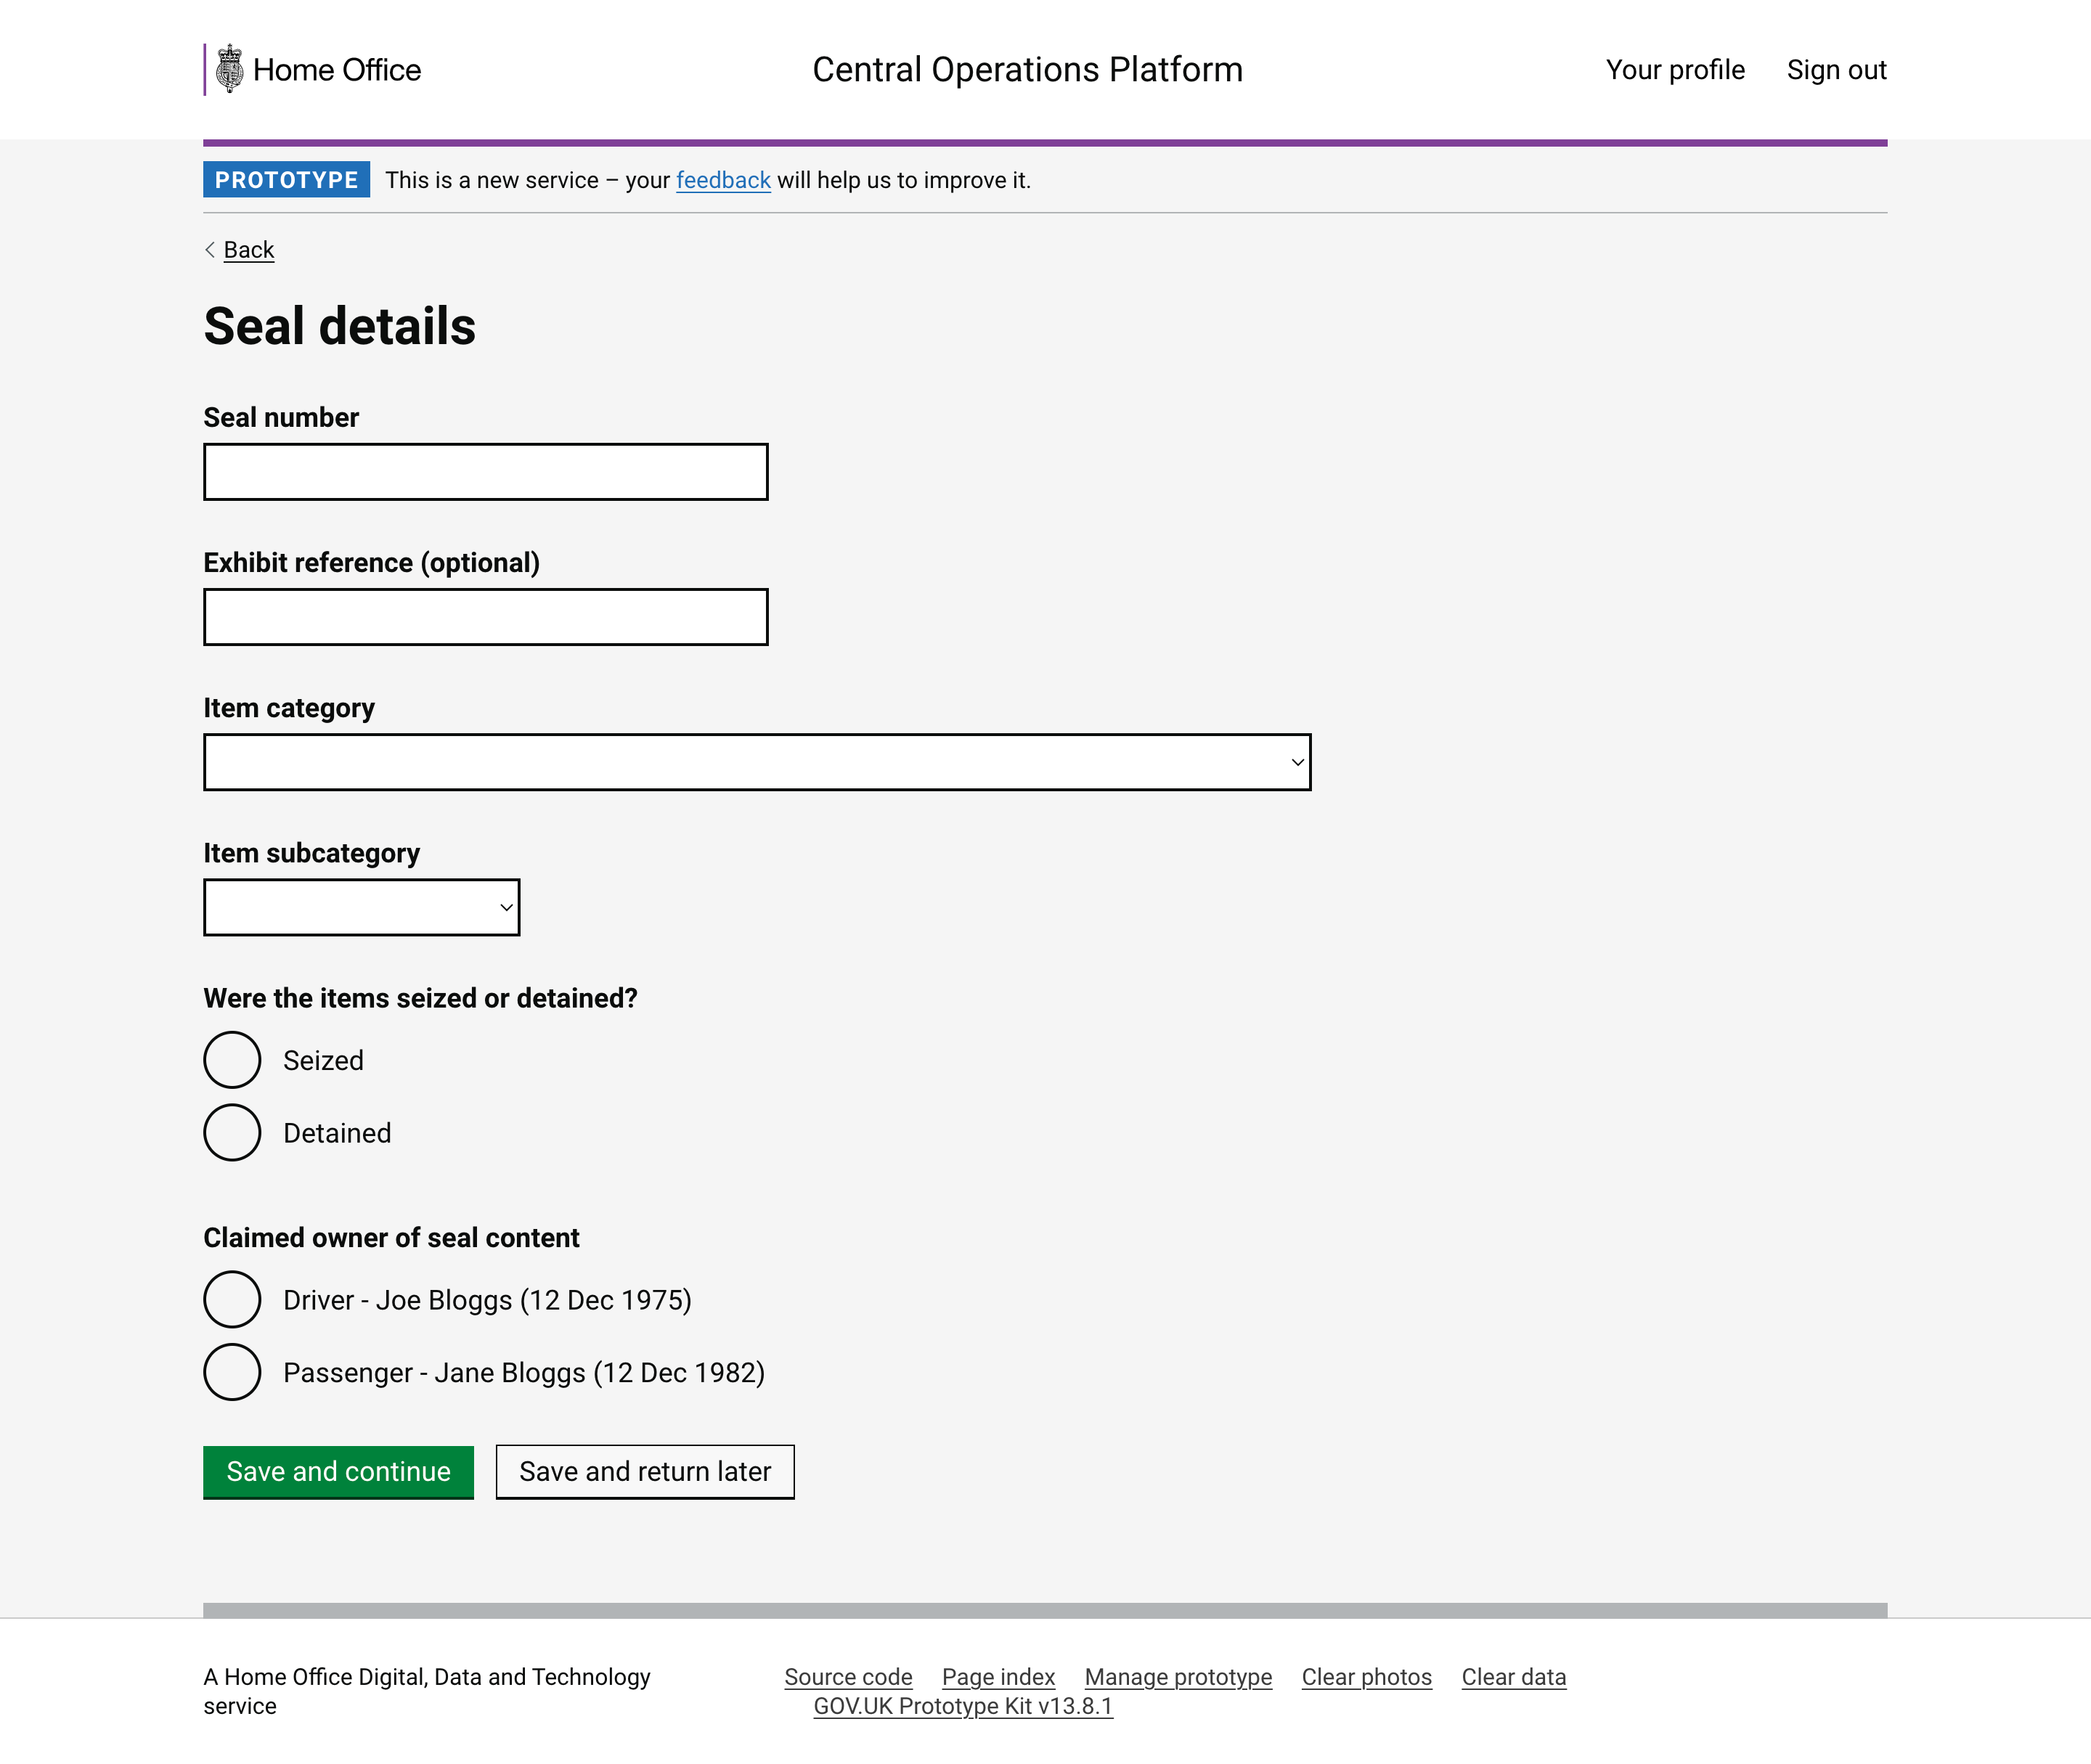 Home Office
Central Operations Platform
Your profile
Sign out
PROTOTYPE
This is a new service – your feedback will help us to improve it.
Back
Seal details
Seal number
Exhibit reference (optional)
Item category
Item subcategory
Were the items seized or detained?
Seized
Detained
Claimed owner of seal content
Driver - Joe Bloggs (12 Dec 1975)
Passenger - Jane Bloggs (12 Dec 1982)
Save and continue
Save and return later
A Home Office Digital, Data and Technology
service
Source code
Page index
Manage prototype
Clear photos
Clear data
GOV.UK Prototype Kit v13.8.1